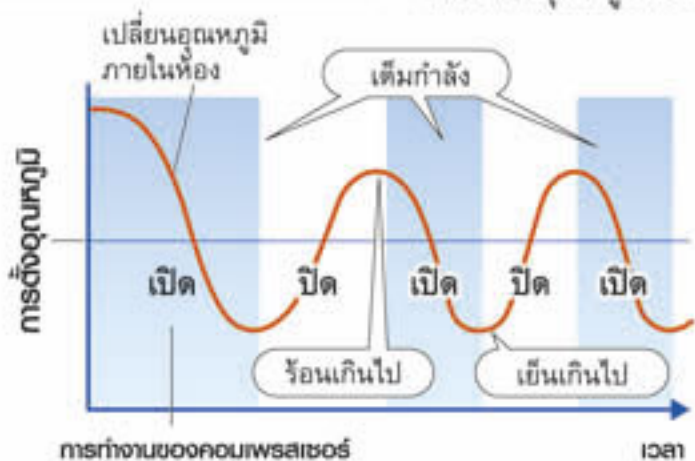 เปลี่ยนอุณหภูมิ
ภายในห้อง
เต็มกำลัง
การตั้งอุณหภูมิ
เปิด ปิด เปิด ปิด เปิด
ร้อนเกินไป เย็นเกินไป
การทำงานของคอมเพรสเซอร์ เวลา